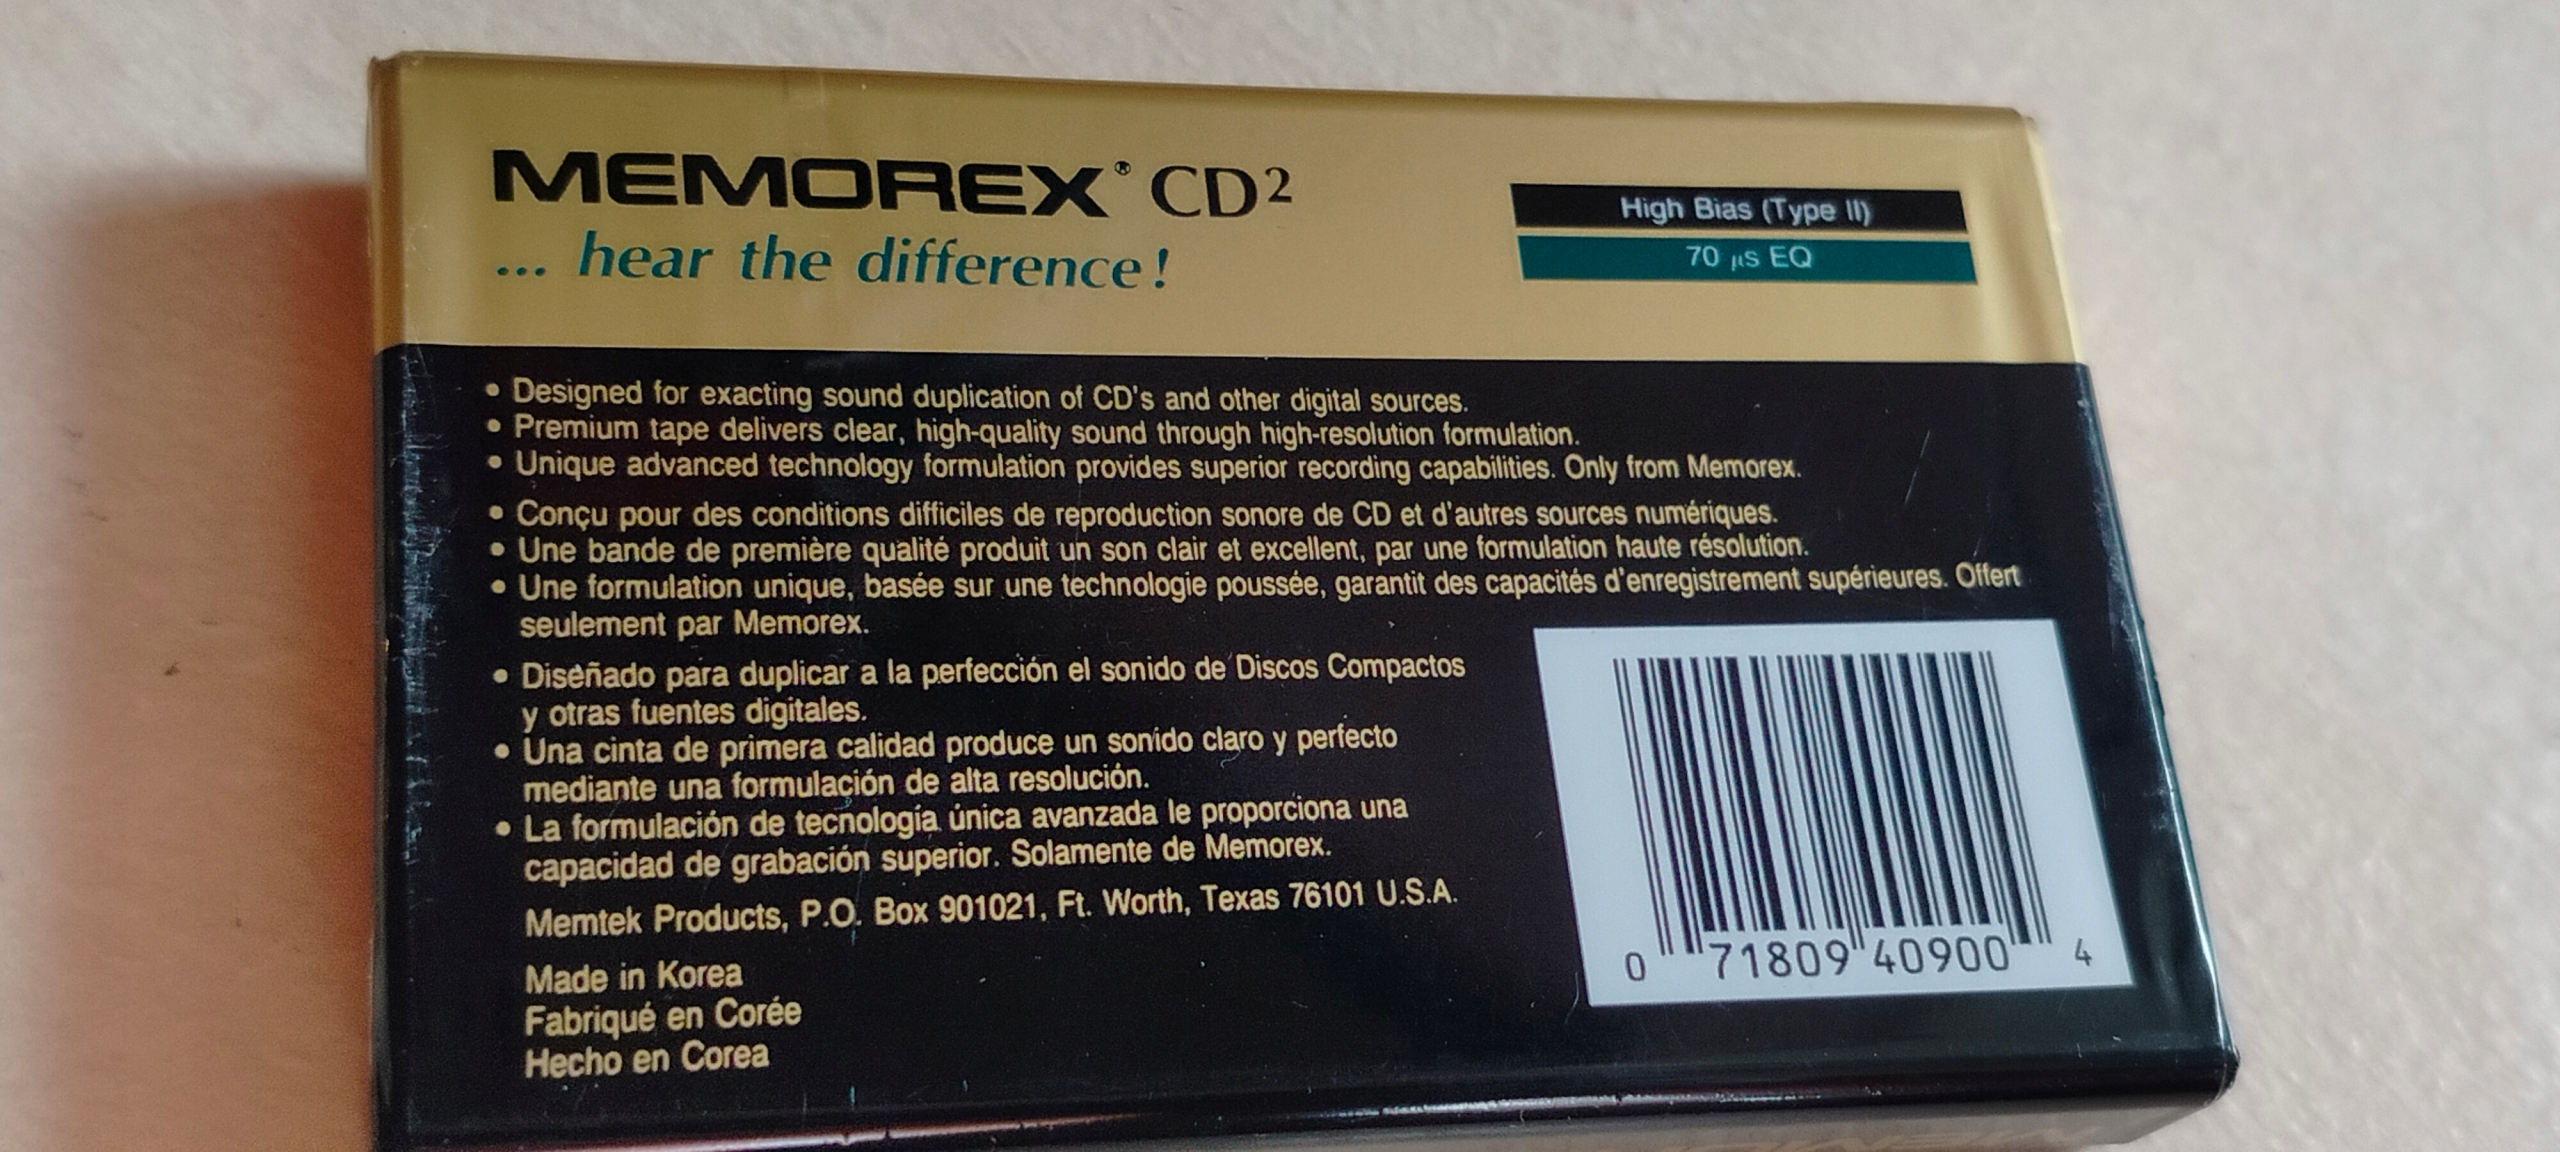 MEMOREX® CD²
... hear the difference!
High Bias (Type II)
70 µs EQ
• Designed for exacting sound duplication of CD's and other digital sources.
• Premium tape delivers clear, high-quality sound through high-resolution formulation.
• Unique advanced technology formulation provides superior recording capabilities. Only from Memorex.
• Conçu pour des conditions difficiles de reproduction sonore de CD et d'autres sources numériques.
• Une bande de première qualité produit un son clair et excellent, par une formulation haute résolution.
• Une formulation unique, basée sur une technologie poussée, garantit des capacités d'enregistrement supérieures. Offert
seulement par Memorex.
• Diseñado para duplicar a la perfección el sonido de Discos Compactos
y otras fuentes digitales.
• Una cinta de primera calidad produce un sonido claro y perfecto
mediante una formulación de alta resolución.
• La formulación de tecnología única avanzada le proporciona una
capacidad de grabación superior. Solamente de Memorex.
Memtek Products, P.O. Box 901021, Ft. Worth, Texas 76101 U.S.A.
Made in Korea
Fabriqué en Corée
Hecho en Corea
0 71809 40900 4